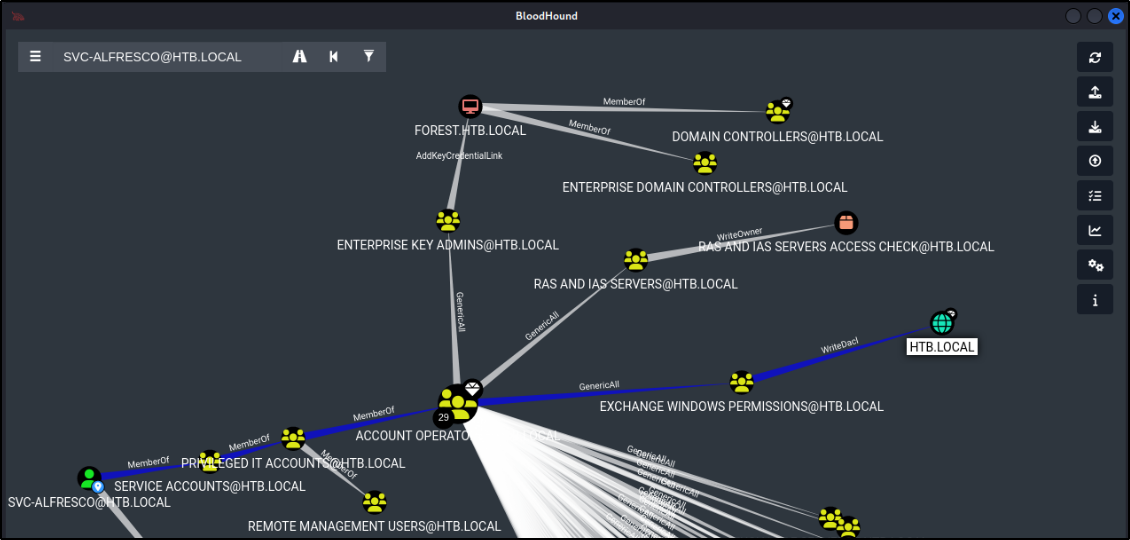 BloodHound
SVC-ALFRESCO@HTB.LOCAL
MemberOf
FOREST.HTB.LOCAL
MemberOf
DOMAIN CONTROLLERS@HTB.LOCAL
AddKeyCredentialLink
ENTERPRISE DOMAIN CONTROLLERS@HTB.LOCAL
ENTERPRISE KEY ADMINS@HTB.LOCAL
WriteOwner
RAS AND IAS SERVERS ACCESS CHECK@HTB.LOCAL
RAS AND IAS SERVERS@HTB.LOCAL
GenericAll
GenericAll
WriteDacl
HTB.LOCAL
GenericAll
EXCHANGE WINDOWS PERMISSIONS@HTB.LOCAL
MemberOf
29
ACCOUNT OPERATO
LOCAL
MemberOf
MemberOf
PRIVILEGED IT ACCOUNTS@HTB.LOCAL
MemberOf
SERVICE ACCOUNTS@HTB.LOCAL
SVC-ALFRESCO@HTB.LOCAL
REMOTE MANAGEMENT USERS@HTB.LOCAL
GenericAll
GenericAll
GenericAll
GenericAll
GenericAll